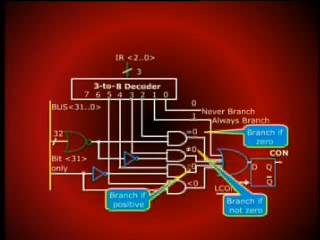 IR <2..0>
3
3-to-8 Decoder
7 6 5 4 3 2 1 0
BUS<31..0>
0
Never Branch
1
Always Branch
32
=0
Branch if
zero
Bit <31>
only
≠0
CON
D Q
Q
<0
LCON
Branch if
positive
Branch if
not zero